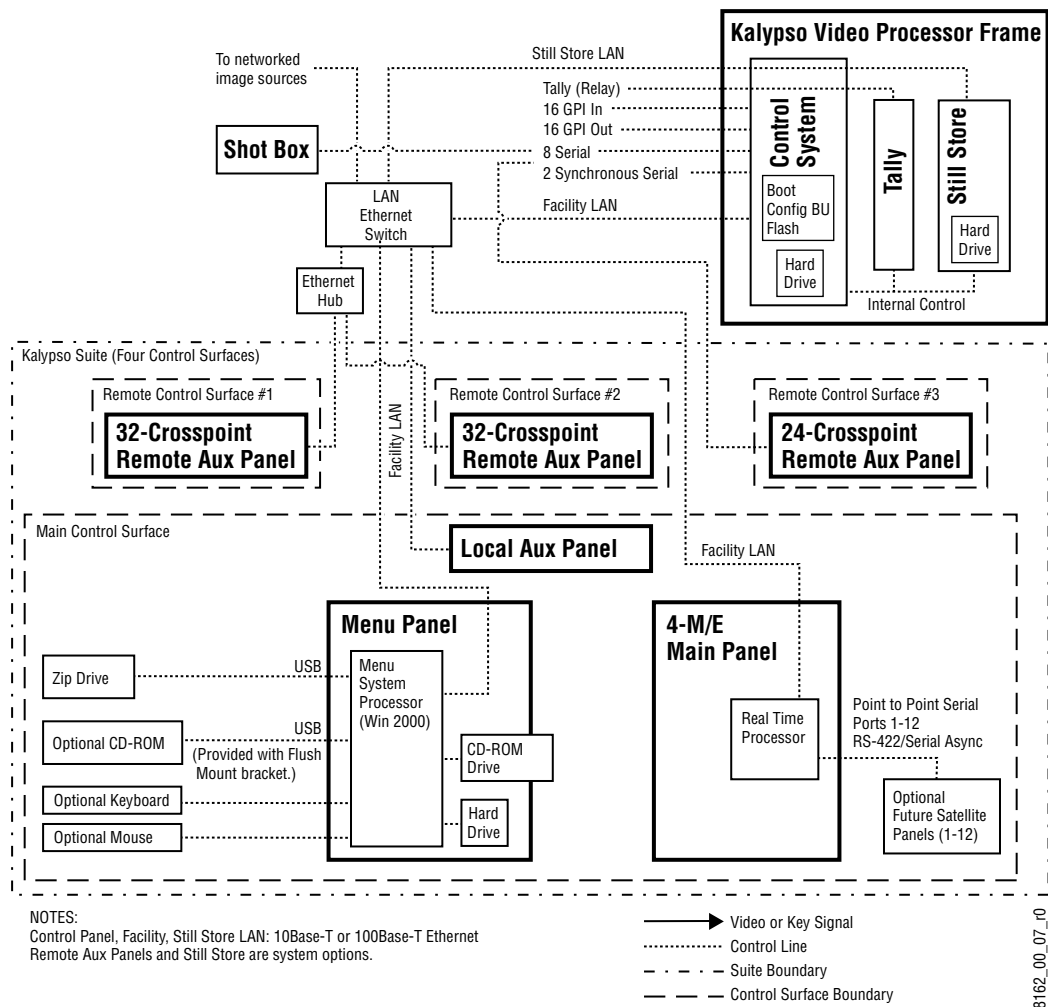 Kalypso Video Processor Frame
To networked
image sources
Still Store LAN
Tally (Relay)
16 GPI In
16 GPI Out
8 Serial
2 Synchronous Serial
Facility LAN
Shot Box
LAN
Ethernet
Switch
Ethernet
Hub
Control
System
Boot
Config BU
Flash
Hard
Drive
Tally
Still Store
Hard
Drive
Internal Control
Kalypso Suite (Four Control Surfaces)
Remote Control Surface #1
32-Crosspoint
Remote Aux Panel
Facility LAN
Remote Control Surface #2
32-Crosspoint
Remote Aux Panel
Remote Control Surface #3
24-Crosspoint
Remote Aux Panel
Main Control Surface
Local Aux Panel
Facility LAN
Menu Panel
Menu
System
Processor
(Win 2000)
CD-ROM
Drive
Hard
Drive
Zip Drive
USB
Optional CD-ROM
USB
(Provided with Flush
Mount bracket.)
Optional Keyboard
Optional Mouse
4-M/E
Main Panel
Real Time
Processor
Point to Point Serial
Ports 1-12
RS-422/Serial Async
Optional
Future Satellite
Panels (1-12)
NOTES:
Control Panel, Facility, Still Store LAN: 10Base-T or 100Base-T Ethernet
Remote Aux Panels and Still Store are system options.
Video or Key Signal
Control Line
Suite Boundary
Control Surface Boundary
8162_00_07_r0